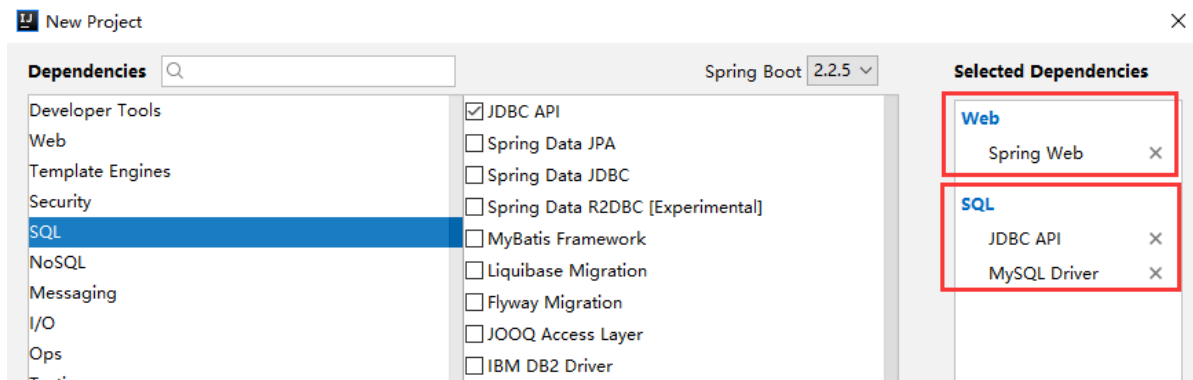 New Project
Dependencies
Spring Boot 2.2.5
Selected Dependencies
Developer Tools
Web
Template Engines
Security
SQL
NoSQL
Messaging
I/O
Ops
JDBC API
Spring Data JPA
Spring Data JDBC
Spring Data R2DBC [Experimental]
MyBatis Framework
Liquibase Migration
Flyway Migration
JOOQ Access Layer
IBM DB2 Driver
Web
Spring Web
SQL
JDBC API
MySQL Driver